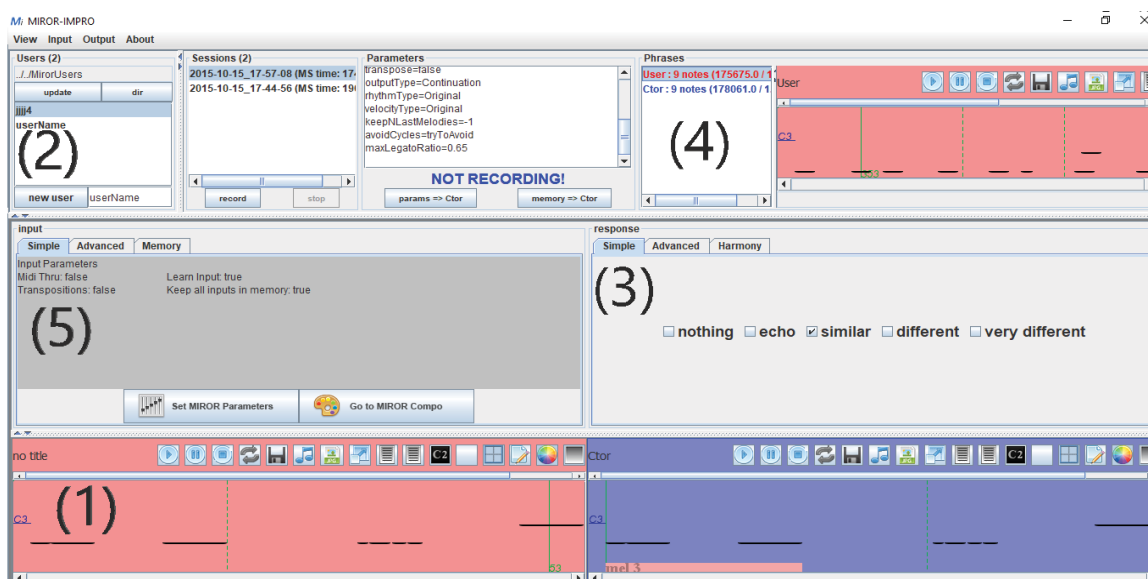 Mi MIROR-IMPRO
View Input Output About
Users (2)
../../MirorUsers
update dir
jjjj4
userName
(2)
new user userName
Sessions (2)
2015-10-15_17-57-08 (MS time: 17
2015-10-15_17-44-56 (MS time: 19
record stop
Parameters
transpose=false
outputType=Continuation
rhythmType=Original
velocityType=Original
keepNLastMelodies=-1
avoidCycles=tryToAvoid
maxLegatoRatio=0.65
NOT RECORDING!
params => Ctor memory => Ctor
Phrases
User : 9 notes (175675.0 / 1
Ctor : 9 notes (178061.0 / 1
(4)
User
C3
input
Simple Advanced Memory
Input Parameters
Midi Thru: false Learn Input: true
Transpositions: false Keep all inputs in memory: true
(5)
Set MIROR Parameters Go to MIROR Compo
response
Simple Advanced Harmony
(3)
nothing echo similar different very different
no title C2
(1)
C3
53
Ctor C2
C3
mel 3